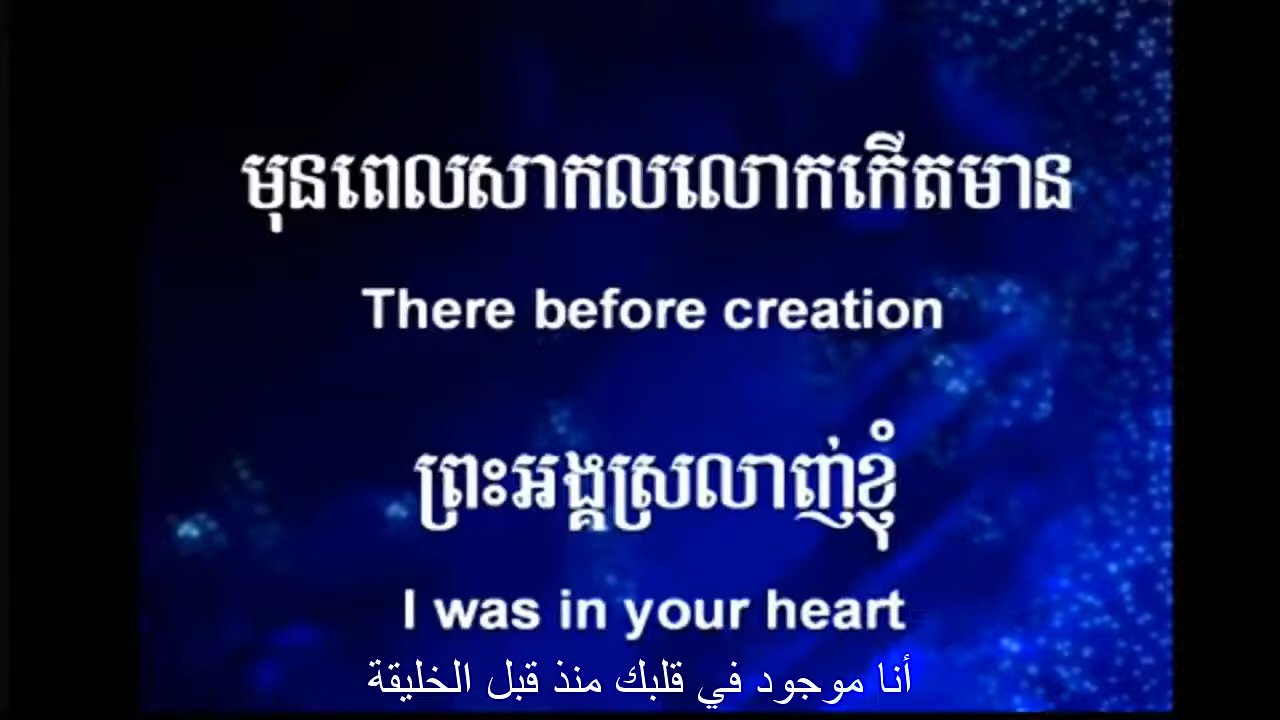 មុនពេលសាកលលោកកើតមាន
There before creation
ព្រះអង្គស្រលាញ់ខ្ញុំ
I was in your heart
أنا موجود في قلبك منذ قبل الخليقة